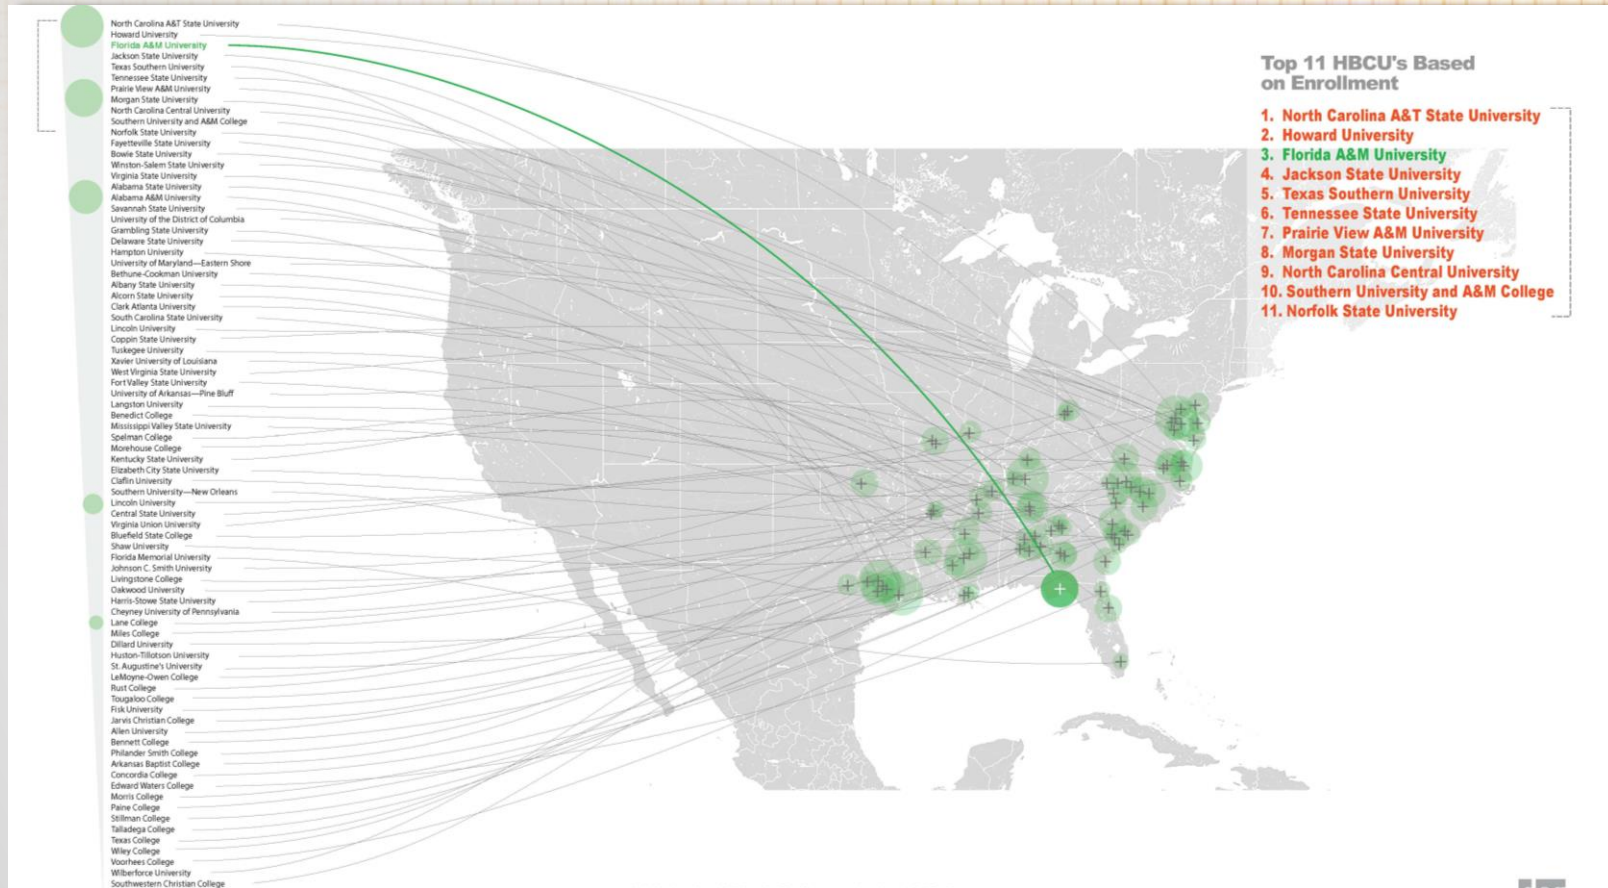 North Carolina A&T State University
Howard University
Florida A&M University
Jackson State University
Texas Southern University
Tennessee State University
Prairie View A&M University
Morgan State University
North Carolina Central University
Southern University and A&M College
Norfolk State University
Fayetteville State University
Bowie State University
Winston-Salem State University
Virginia State University
Alabama State University
Alabama A&M University
Savannah State University
University of the District of Columbia
Grambling State University
Delaware State University
Hampton University
University of Maryland—Eastern Shore
Bethune-Cookman University
Albany State University
Alcorn State University
Clark Atlanta University
South Carolina State University
Lincoln University
Coppin State University
Tuskegee University
Xavier University of Louisiana
West Virginia State University
Fort Valley State University
University of Arkansas—Pine Bluff
Langston University
Benedict College
Mississippi Valley State University
Spelman College
Morehouse College
Kentucky State University
Elizabeth City State University
Claflin University
Southern University—New Orleans
Lincoln University
Central State University
Virginia Union University
Bluefield State College
Shaw University
Florida Memorial University
Johnson C. Smith University
Livingstone College
Oakwood University
Harris-Stowe State University
Cheyney University of Pennsylvania
Lane College
Miles College
Dillard University
Huston-Tillotson University
St. Augustine's University
LeMoyne-Owen College
Rust College
Tougaloo College
Fisk University
Jarvis Christian College
Allen University
Bennett College
Philander Smith College
Arkansas Baptist College
Concordia College
Edward Waters College
Morris College
Paine College
Stillman College
Talladega College
Texas College
Wiley College
Voorhees College
Wilberforce University
Southwestern Christian College
Top 11 HBCU's Based
on Enrollment
1. North Carolina A&T State University
2. Howard University
3. Florida A&M University
4. Jackson State University
5. Texas Southern University
6. Tennessee State University
7. Prairie View A&M University
8. Morgan State University
9. North Carolina Central University
10. Southern University and A&M College
11. Norfolk State University